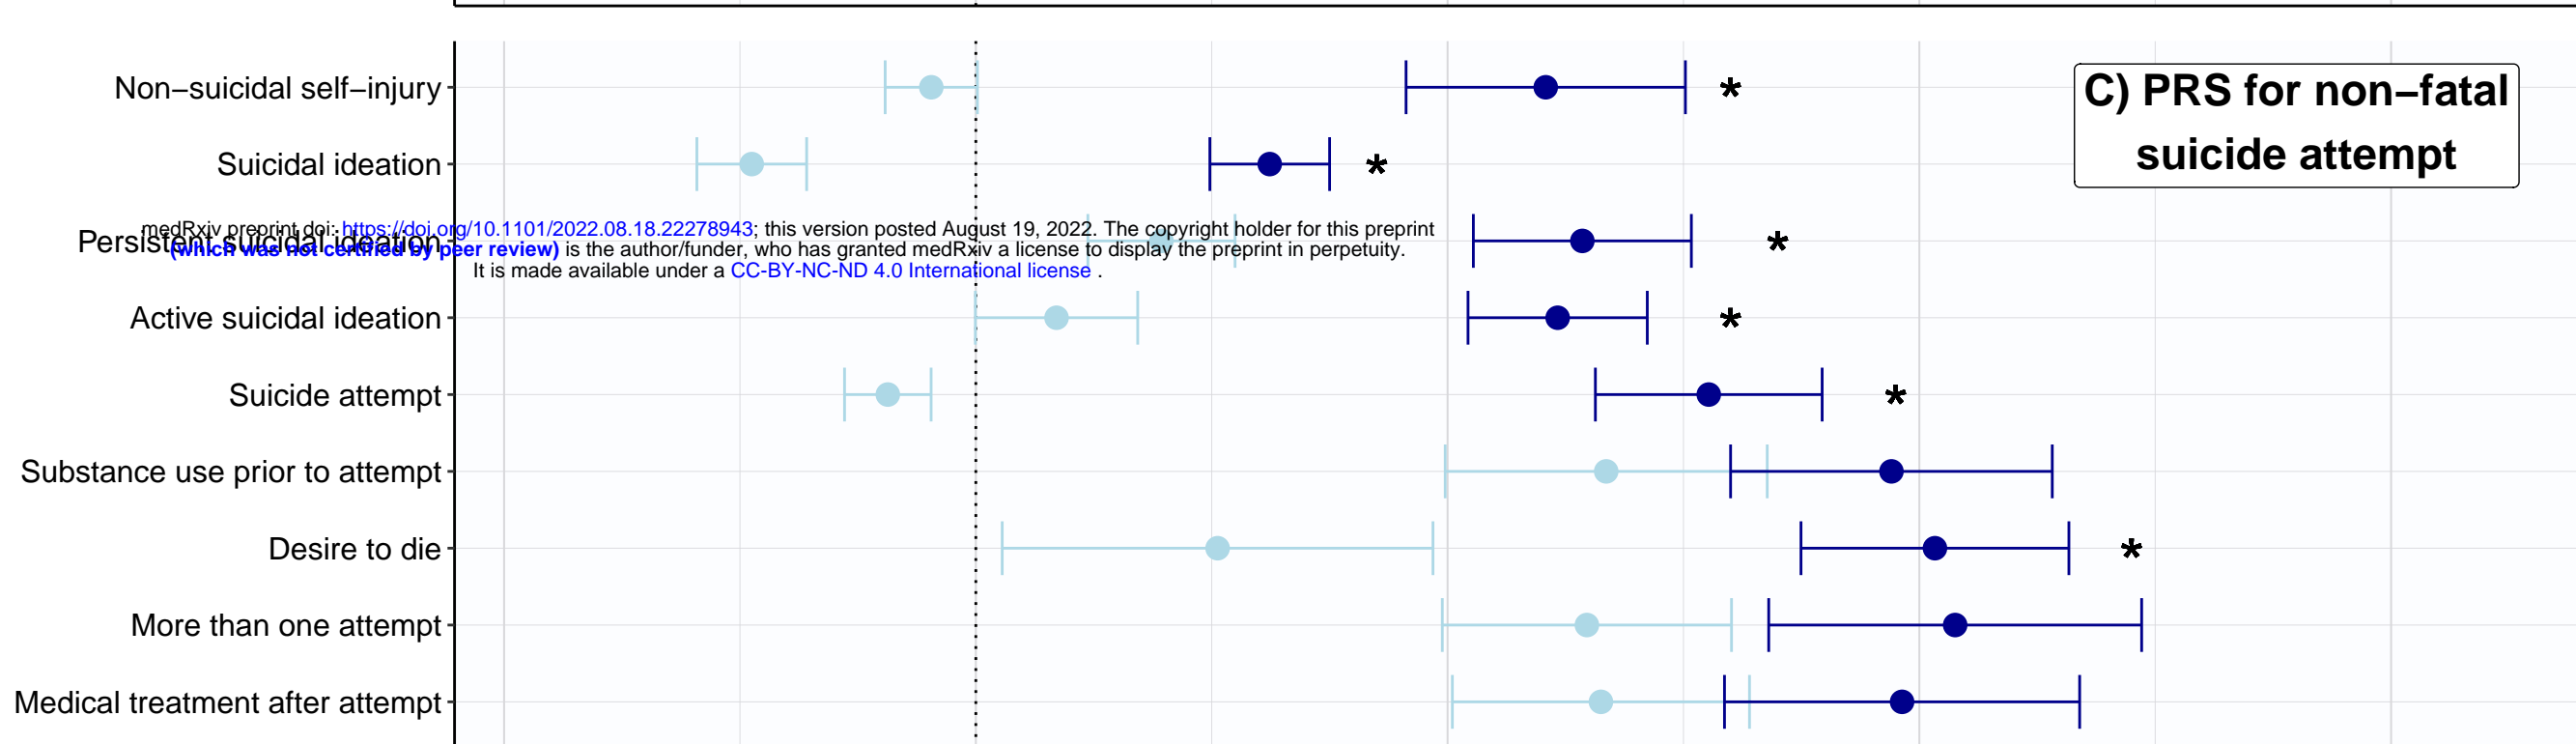 Non−suicidal self−injury
*
C) PRS for non−fatal
suicide attempt
Suicidal ideation
*
medRxiv preprint doi: https://doi.org/10.1101/2022.08.18.22278943; this version posted August 19, 2022. The copyright holder for this preprint
Persistent suicidal ideation
*
(which was not certified by peer review) is the author/funder, who has granted medRxiv a license to display the preprint in perpetuity.
It is made available under a CC-BY-NC-ND 4.0 International license .
Active suicidal ideation
*
Suicide attempt
*
Substance use prior to attempt
Desire to die
*
More than one attempt
Medical treatment after attempt